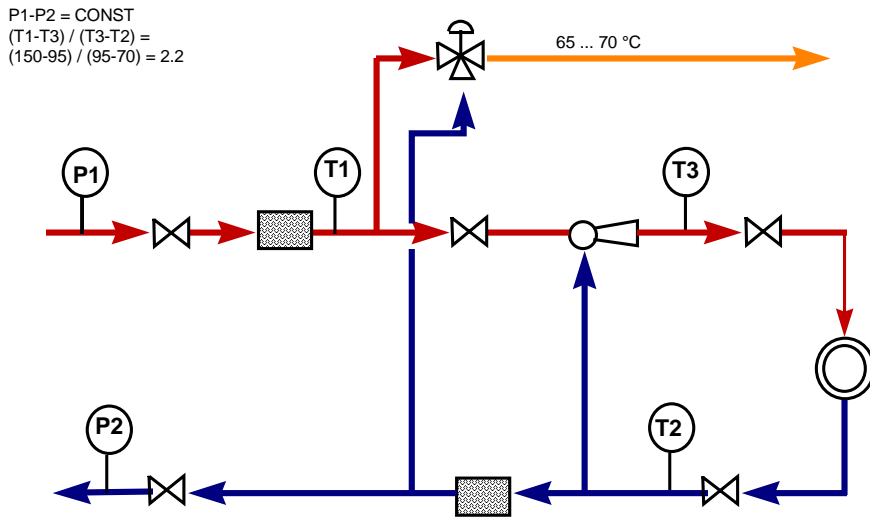 P1-P2 = CONST
(T1-T3) / (T3-T2) =
(150-95) / (95-70) = 2.2
65 ... 70 °C
P1
T1
T3
P2
T2